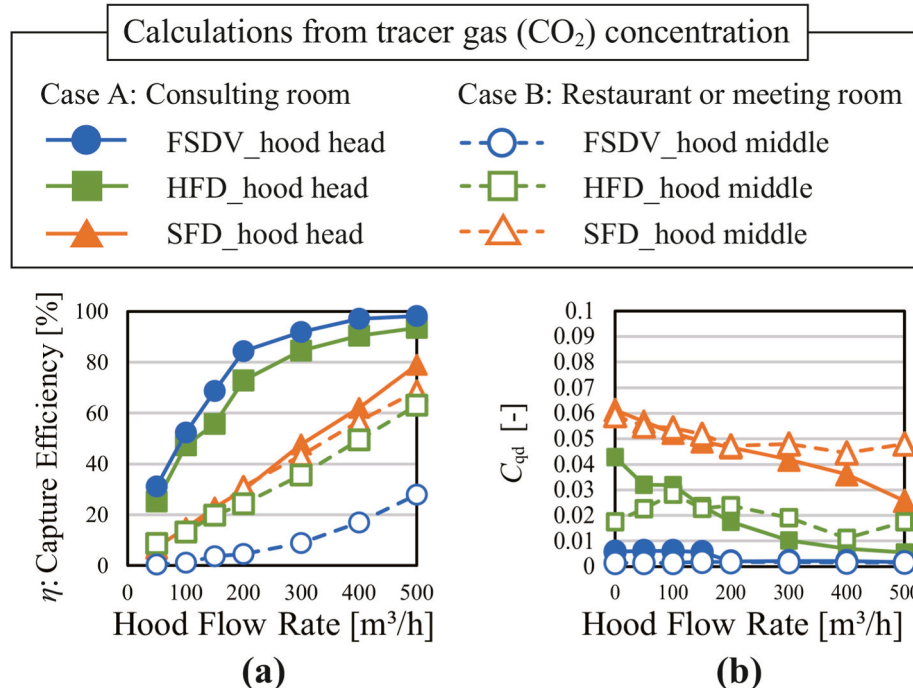 Calculations from tracer gas (CO₂) concentration
Case A: Consulting room
FSDV_hood head
HFD_hood head
SFD_hood head
Case B: Restaurant or meeting room
FSDV_hood middle
HFD_hood middle
SFD_hood middle
η: Capture Efficiency [%]
100
80
60
40
20
0
0 100 200 300 400 500
Hood Flow Rate [m³/h]
(a)
C_qd [-]
0.1
0.09
0.08
0.07
0.06
0.05
0.04
0.03
0.02
0.01
0
0 100 200 300 400 500
Hood Flow Rate [m³/h]
(b)